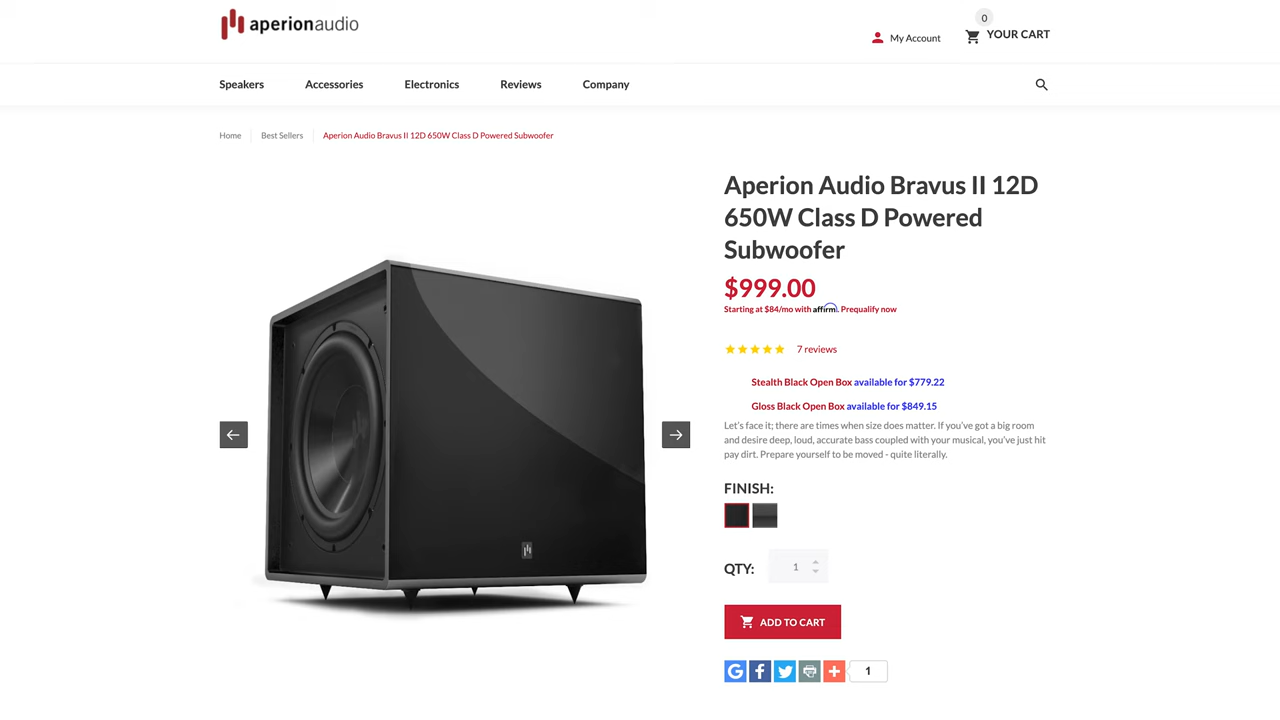 aperionaudio
0
My Account
YOUR CART
Speakers
Accessories
Electronics
Reviews
Company
Home
Best Sellers
Aperion Audio Bravus II 12D 650W Class D Powered Subwoofer
Aperion Audio Bravus II 12D
650W Class D Powered
Subwoofer
$999.00
Starting at $84/mo with affirm. Prequalify now
7 reviews
Stealth Black Open Box available for $779.22
Gloss Black Open Box available for $849.15
Let's face it; there are times when size does matter. If you've got a big room
and desire deep, loud, accurate bass coupled with your musical, you've just hit
pay dirt. Prepare yourself to be moved - quite literally.
FINISH:
QTY:
1
ADD TO CART
1